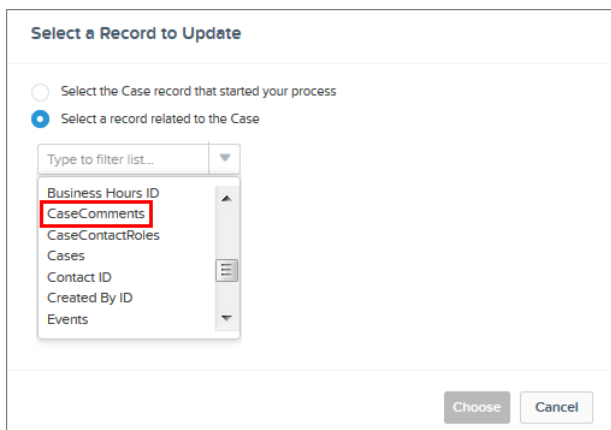 Select a Record to Update
Select the Case record that started your process
Select a record related to the Case
Type to filter list...
Business Hours ID
CaseComments
CaseContactRoles
Cases
Contact ID
Created By ID
Events
Choose
Cancel